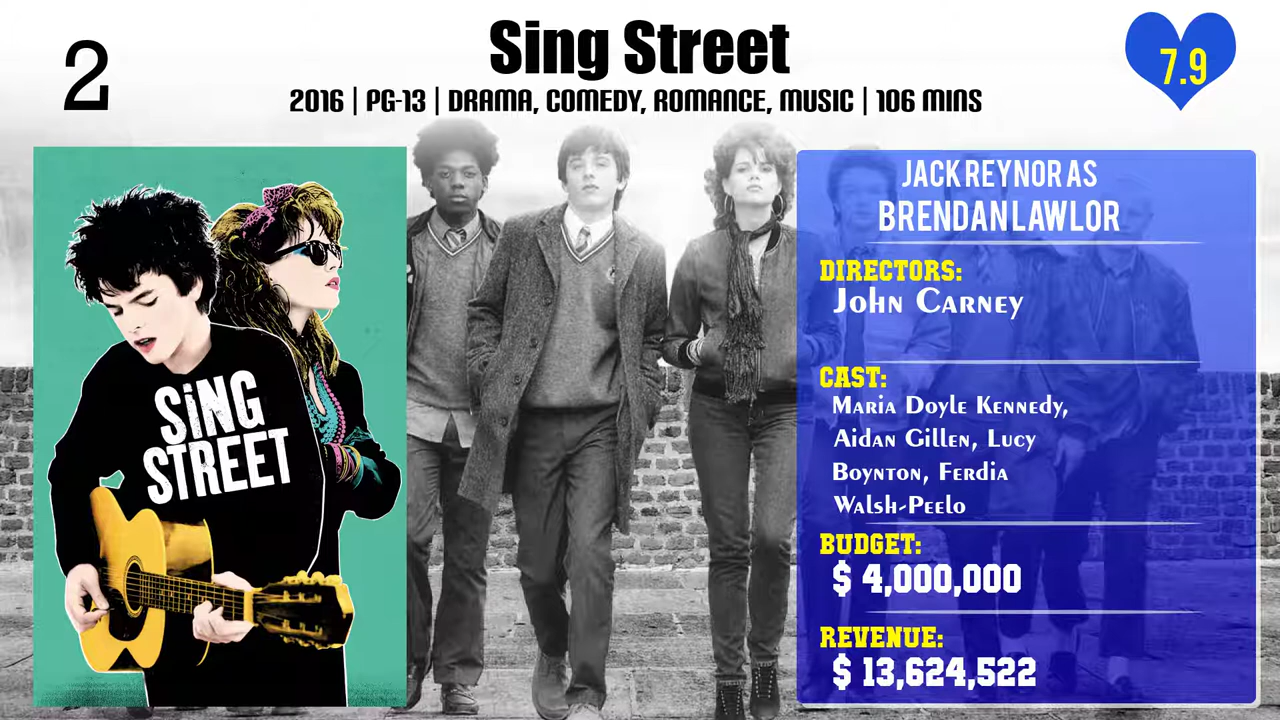 2
Sing Street
2016 | PG-13 | DRAMA, COMEDY, ROMANCE, MUSIC | 106 MINS
7.9
SiNG
STREET
JACK REYNOR AS
BRENDAN LAWLOR
DIRECTORS:
John Carney
CAST:
Maria Doyle Kennedy,
Aidan Gillen, Lucy
Boynton, Ferdia
Walsh-Peelo
BUDGET:
$ 4,000,000
REVENUE:
$ 13,624,522